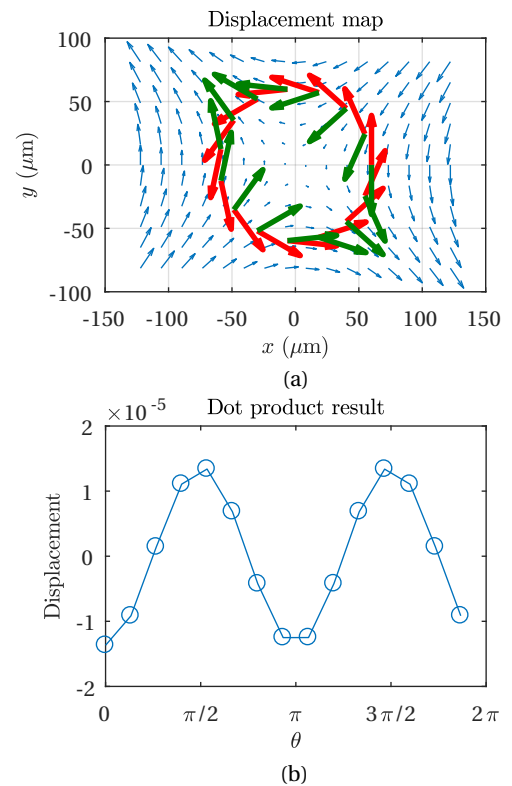 Displacement map
100
50
0
-50
-100
y (μm)
-150 -100 -50 0 50 100 150
x (μm)
(a)
×10⁻⁵ Dot product result
2
1
0
-1
-2
Displacement
0 π/2 π 3π/2 2π
θ
(b)